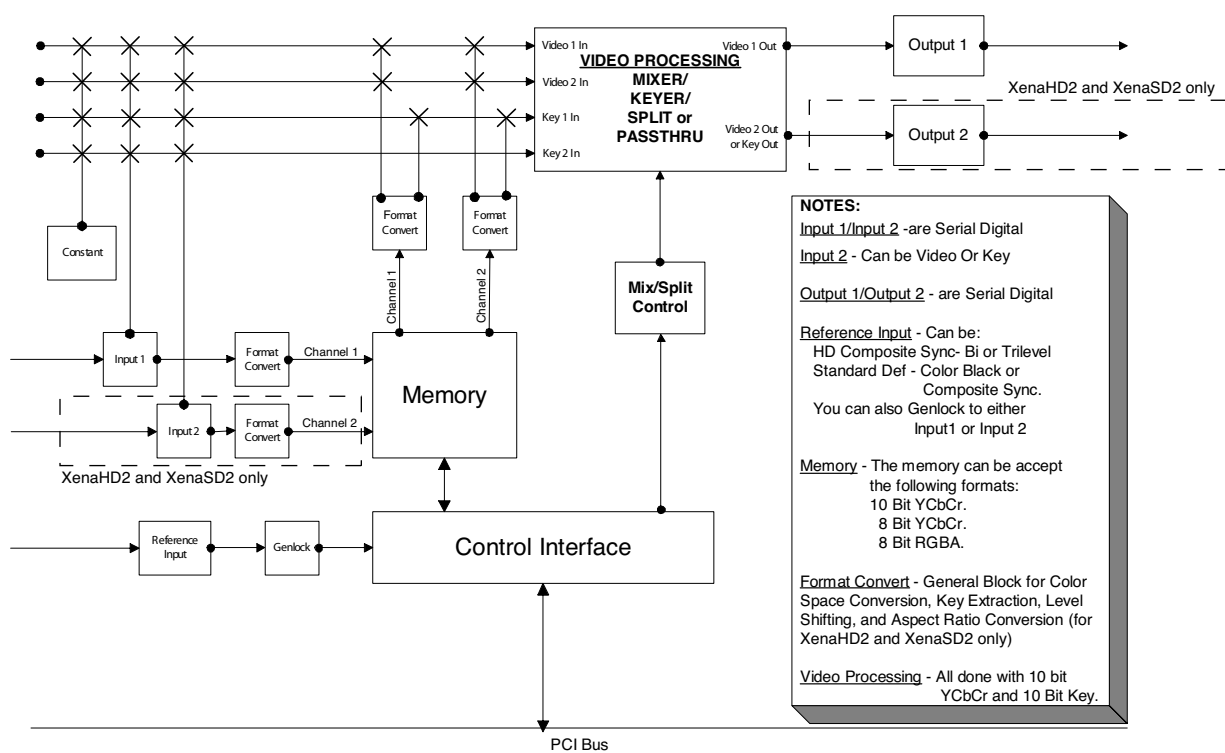 Video 1 In
Video 2 In
Key 1 In
Key 2 In
VIDEO PROCESSING
MIXER/
KEYER/
SPLIT or
PASSTHRU
Video 1 Out
Video 2 Out
or Key Out
Output 1
XenaHD2 and XenaSD2 only
Output 2
Constant
Format
Convert
Format
Convert
Channel 1
Channel 2
Mix/Split
Control
Input 1
Format
Convert
Channel 1
Memory
Input 2
Format
Convert
Channel 2
XenaHD2 and XenaSD2 only
Reference
Input
Genlock
Control Interface
PCI Bus
NOTES:
Input 1/Input 2 -are Serial Digital
Input 2 - Can be Video Or Key
Output 1/Output 2 - are Serial Digital
Reference Input - Can be:
HD Composite Sync- Bi or Trilevel
Standard Def - Color Black or
Composite Sync.
You can also Genlock to either
Input1 or Input 2
Memory - The memory can be accept
the following formats:
10 Bit YCbCr.
8 Bit YCbCr.
8 Bit RGBA.
Format Convert - General Block for Color
Space Conversion, Key Extraction, Level
Shifting, and Aspect Ratio Conversion (for
XenaHD2 and XenaSD2 only)
Video Processing - All done with 10 bit
YCbCr and 10 Bit Key.